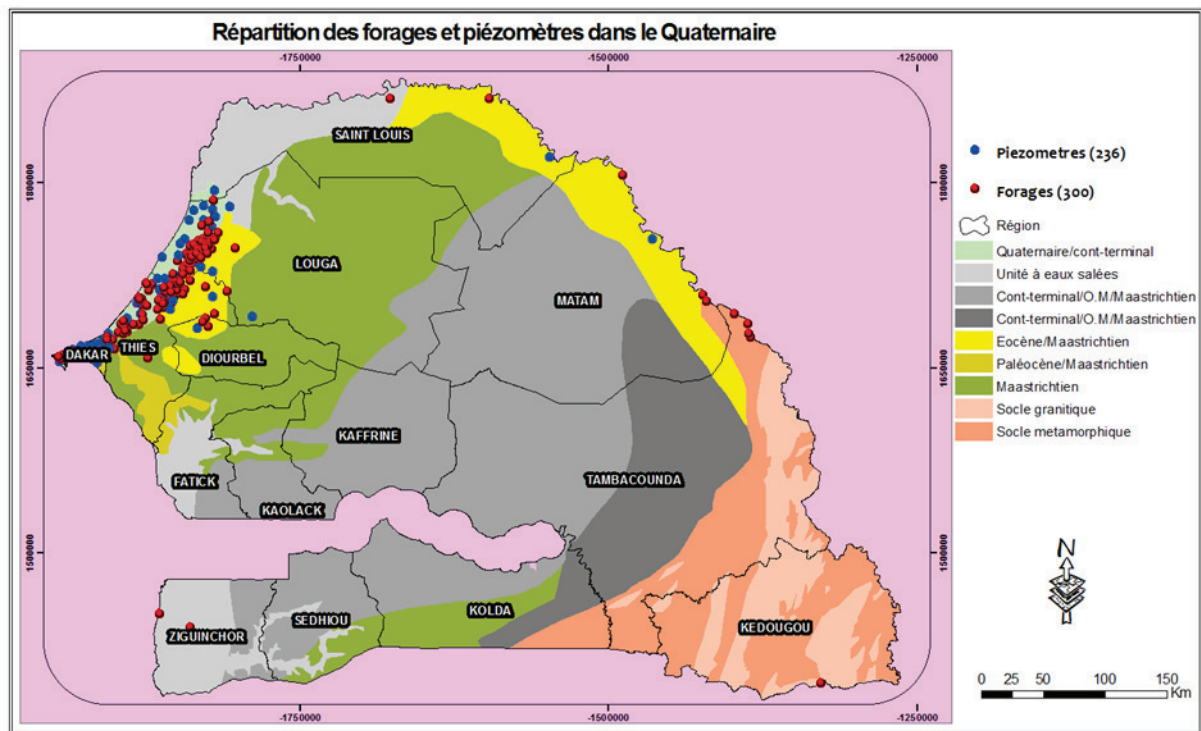 Répartition des forages et piézomètres dans le Quaternaire
-1750000
-1500000
-1250000
1800000
1650000
1500000
1800000
1650000
1500000
SAINT LOUIS
LOUGA
MATAM
DAKAR
THIES
DIOURBEL
KAFFRINE
FATICK
KAOLACK
TAMBACOUNDA
ZIGUINCHOR
SEDHIOU
KOLDA
KEDOUGOU
-1750000
-1500000
-1250000
Piezometres (236)
Forages (300)
Région
Quaternaire/cont-terminal
Unité à eaux salées
Cont-terminal/O.M/Maastrichtien
Cont-terminal/O.M/Maastrichtien
Eocène/Maastrichtien
Paléocène/Maastrichtien
Maastrichtien
Socle granitique
Socle metamorphique
N
0 25 50 100 150
Km